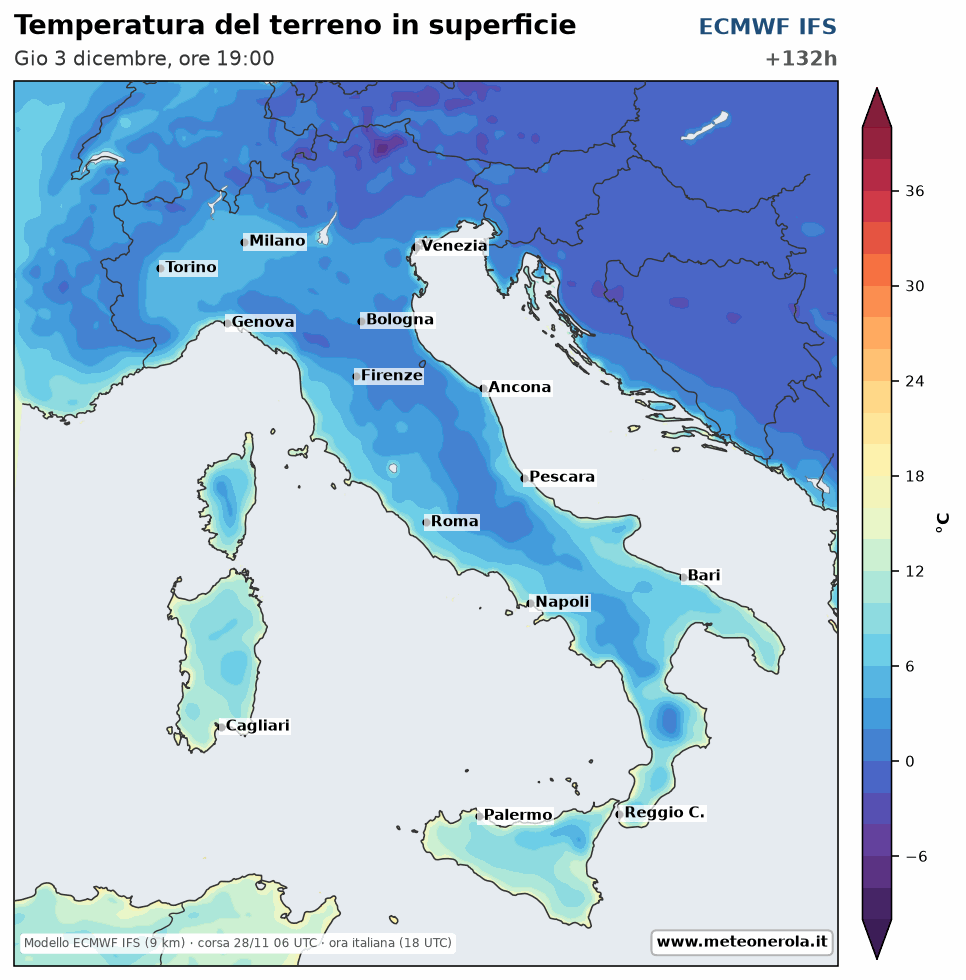 Temperatura del terreno in superficie
ECMWF IFS
Gio 3 dicembre, ore 19:00
+132h
Milano
Venezia
Torino
Genova
Bologna
Firenze
Ancona
Pescara
Roma
Bari
Napoli
Cagliari
Palermo
Reggio C.
36
30
24
18
12
6
0
−6
°C
Modello ECMWF IFS (9 km) · corsa 28/11 06 UTC · ora italiana (18 UTC)
www.meteonerola.it